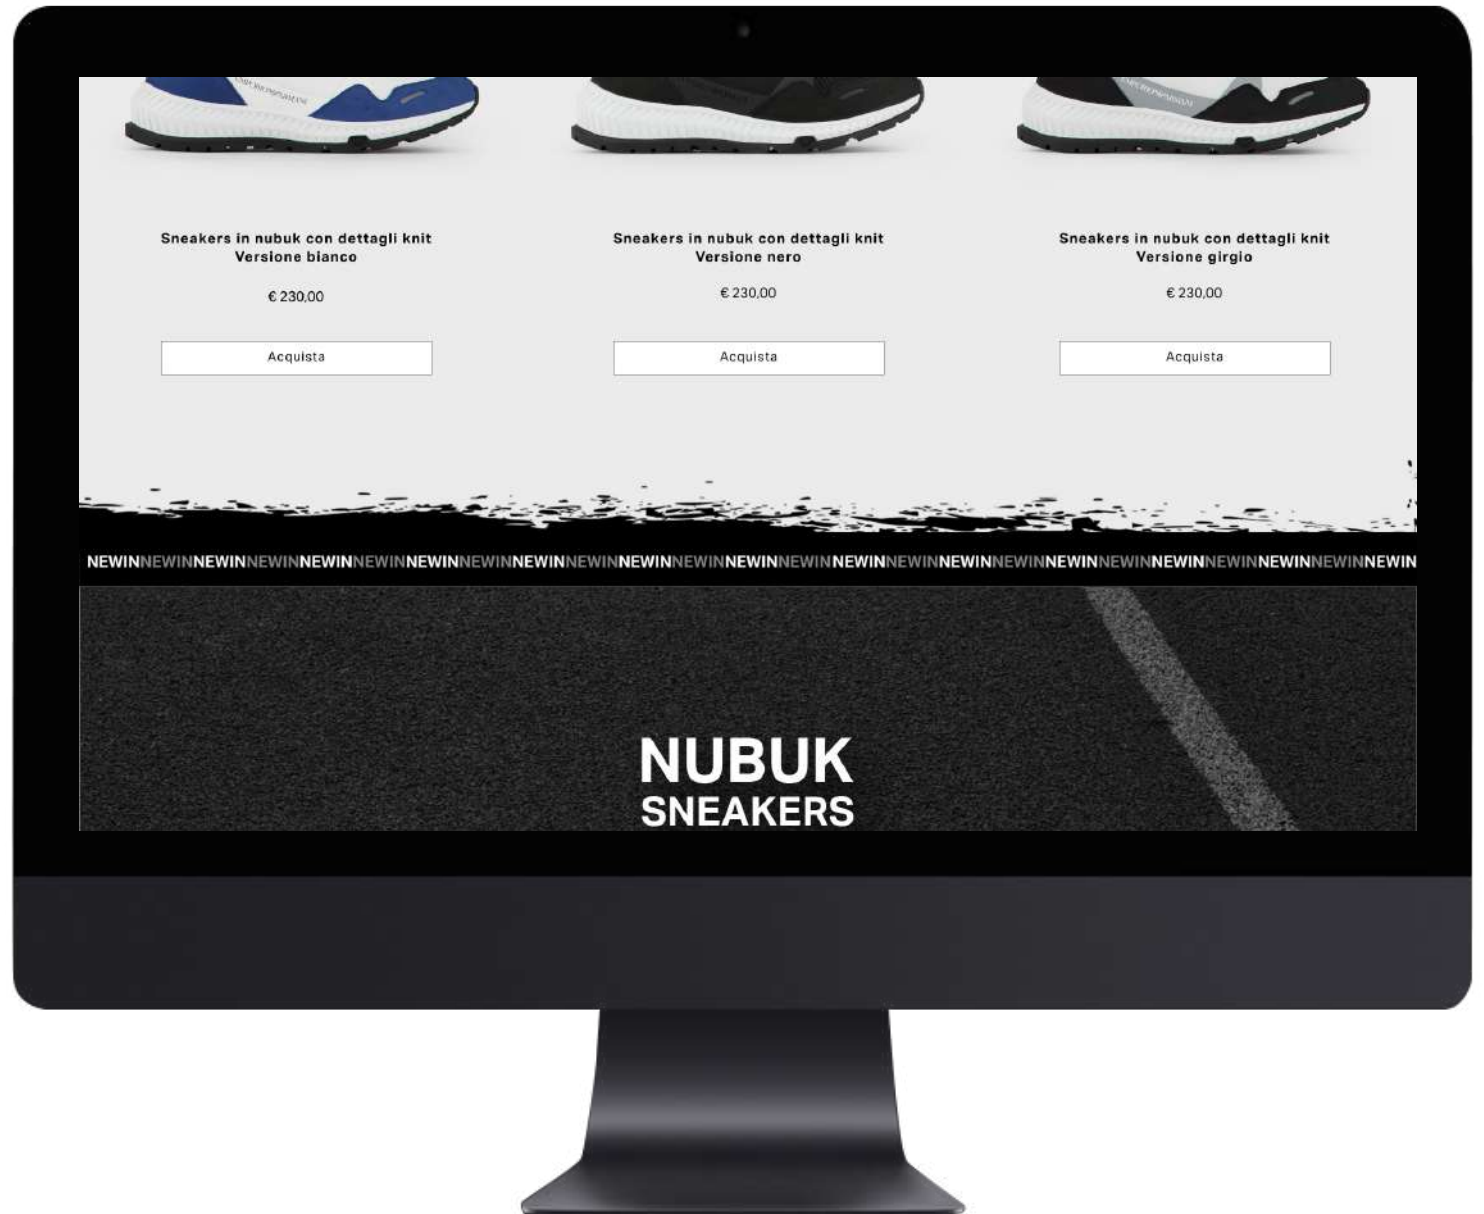 Sneakers in nubuk con dettagli knit
Versione bianco
€ 230,00
Acquista
Sneakers in nubuk con dettagli knit
Versione nero
€ 230,00
Acquista
Sneakers in nubuk con dettagli knit
Versione girgio
€ 230,00
Acquista
NEWINNEWINNEWINNEWINNEWINNEWINNEWINNEWINNEWINNEWINNEWINNEWINNEWINNEWINNEWINNEWINNEWINNEWINNEWINNEWINNEWINNEWINNEWINNEWINNEWIN
NUBUK
SNEAKERS